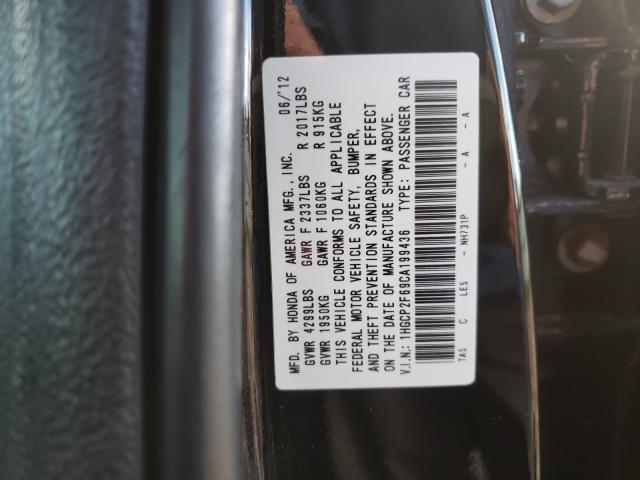 MFD. BY HONDA OF AMERICA MFG., INC. 06/'12
GVWR 4299LBS GAWR F 2337LBS R 2017LBS
GVWR 1950KG GAWR F 1060KG R 915KG
THIS VEHICLE CONFORMS TO ALL APPLICABLE
FEDERAL MOTOR VEHICLE SAFETY, BUMPER,
AND THEFT PREVENTION STANDARDS IN EFFECT
ON THE DATE OF MANUFACTURE SHOWN ABOVE.
V.I.N.: 1HGCP2F69CA199436 TYPE: PASSENGER CAR
TA5 C LE5 - NH731P - A - A